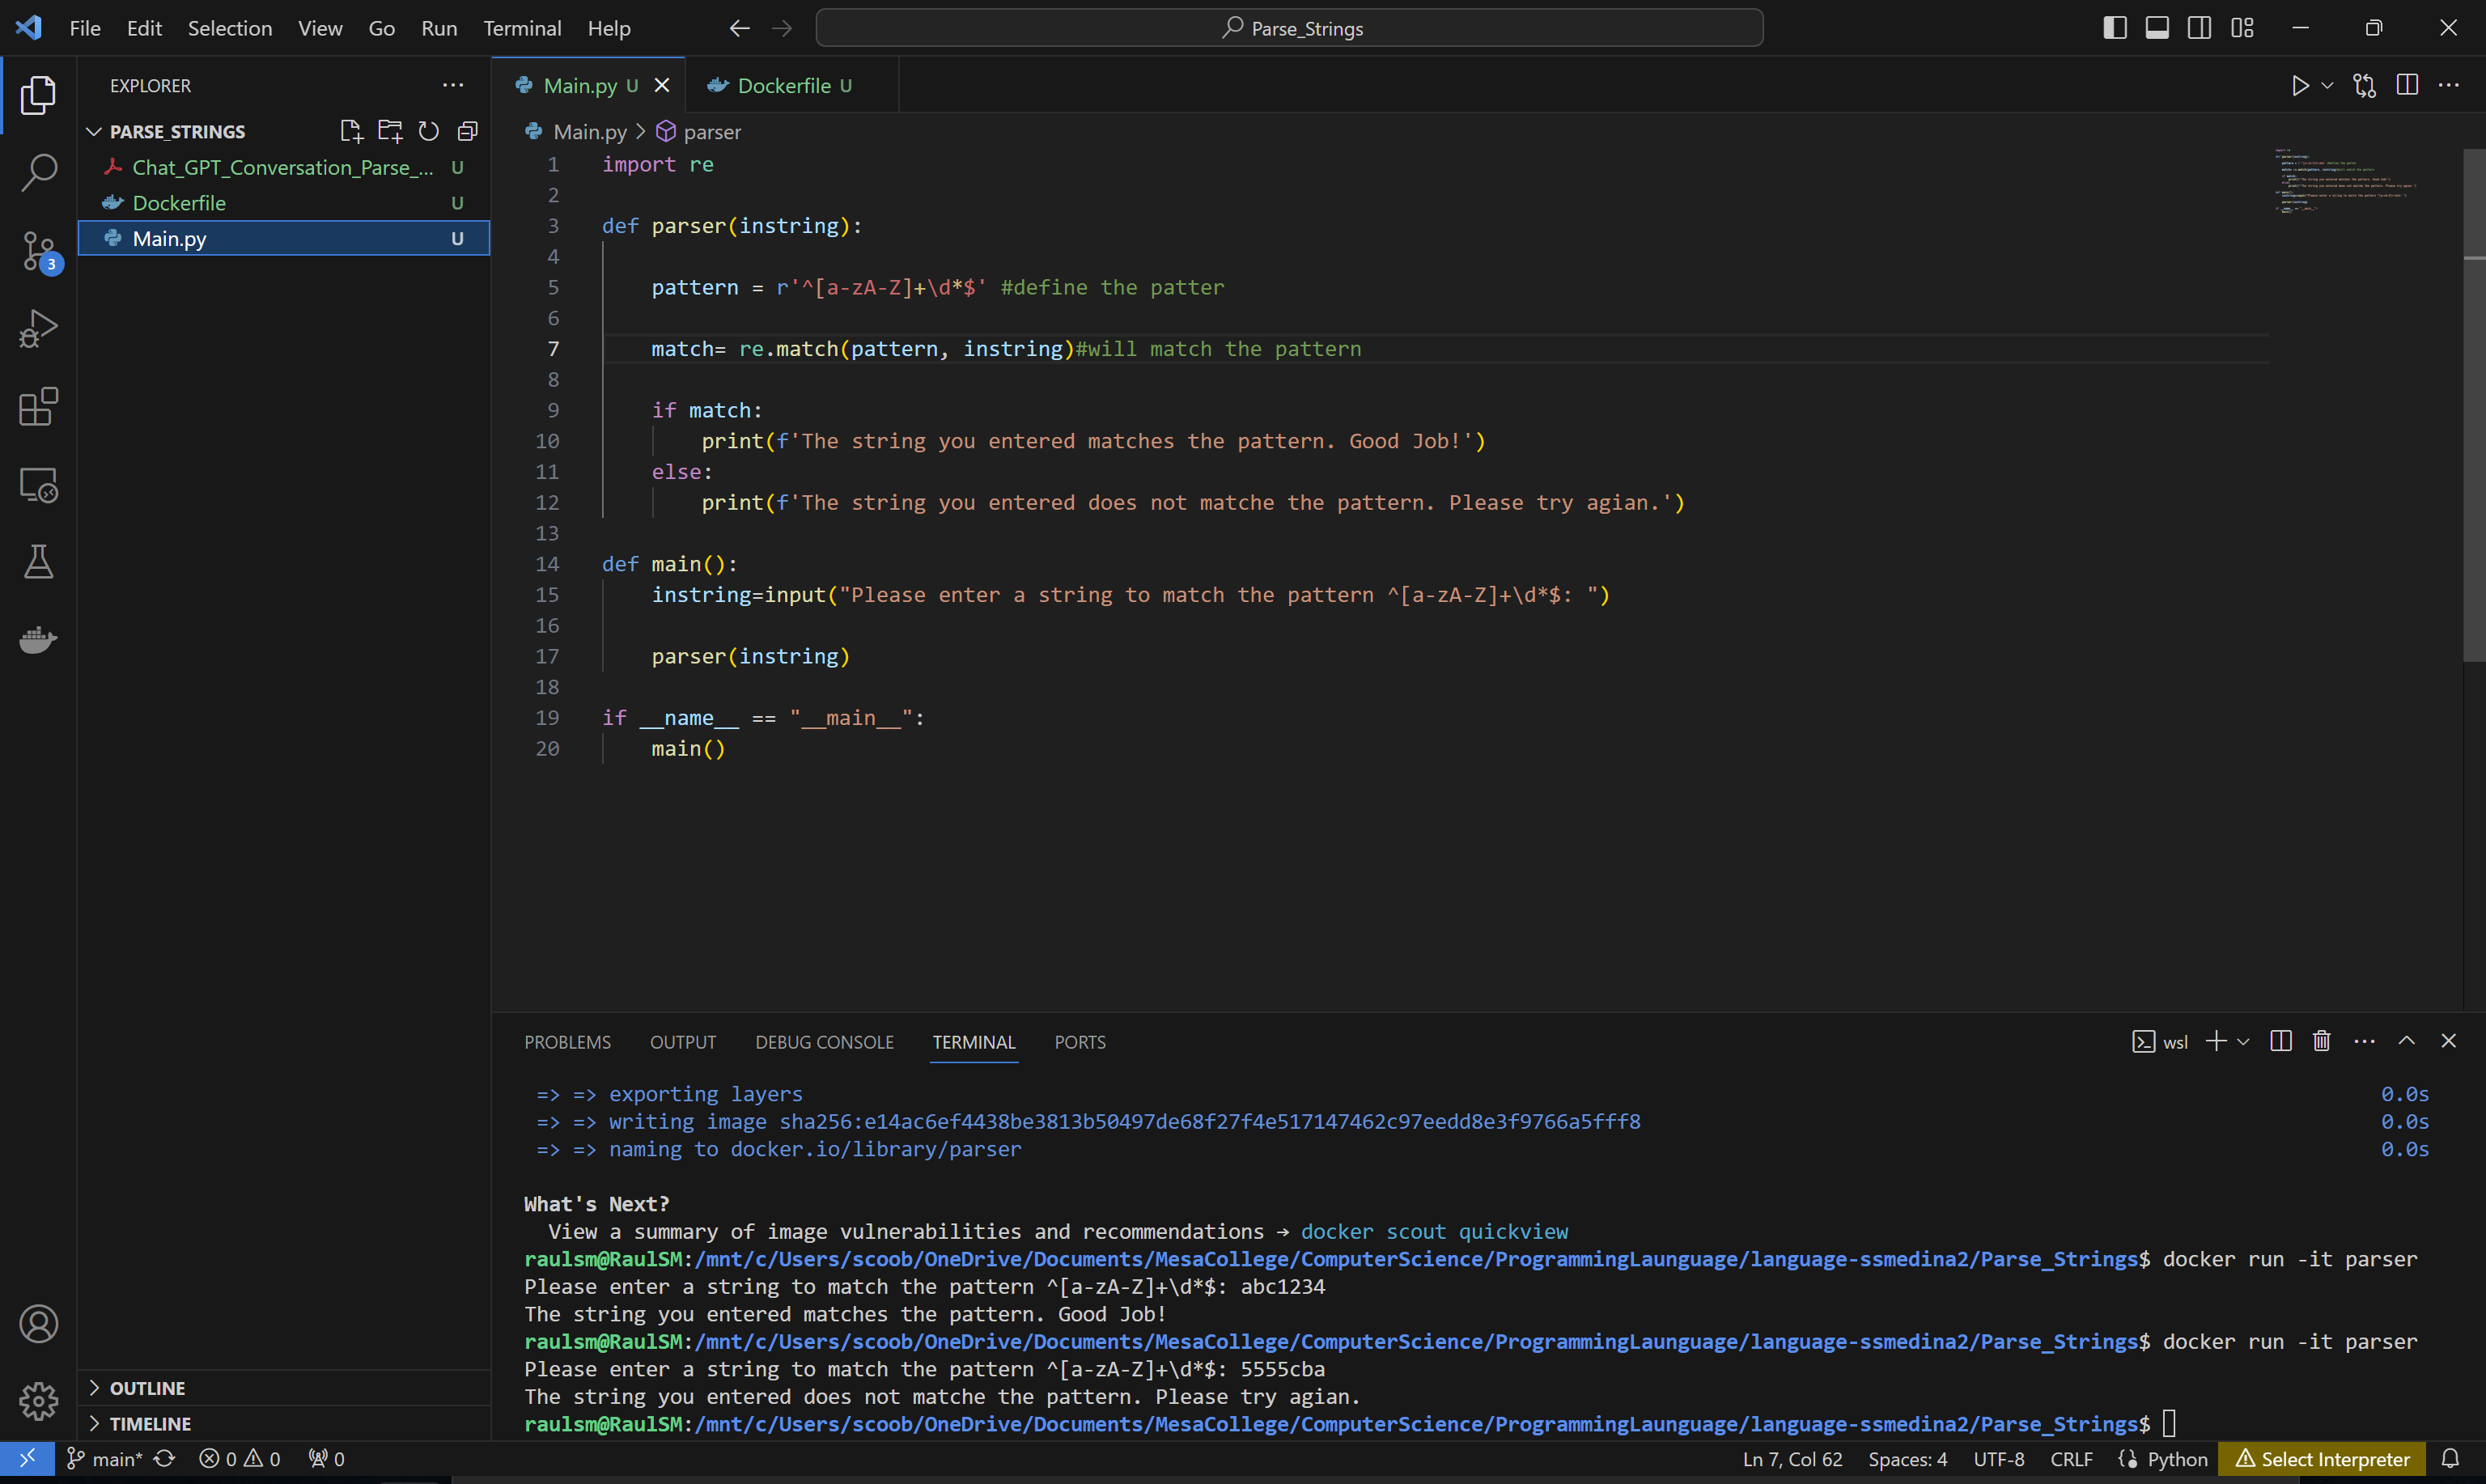 File Edit Selection View Go Run Terminal Help Parse_Strings
EXPLORER
PARSE_STRINGS
Chat_GPT_Conversation_Parse_... U
Dockerfile U
Main.py U
3
OUTLINE
TIMELINE
Main.py U Dockerfile U
Main.py > parser
1 import re
2
3 def parser(instring):
4
5 pattern = r'^[a-zA-Z]+\d*$' #define the patter
6
7 match= re.match(pattern, instring)#will match the pattern
8
9 if match:
10 print(f'The string you entered matches the pattern. Good Job!')
11 else:
12 print(f'The string you entered does not matche the pattern. Please try agian.')
13
14 def main():
15 instring=input("Please enter a string to match the pattern ^[a-zA-Z]+\d*$: ")
16
17 parser(instring)
18
19 if __name__ == "__main__":
20 main()
PROBLEMS OUTPUT DEBUG CONSOLE TERMINAL PORTS wsl
=> => exporting layers 0.0s
=> => writing image sha256:e14ac6ef4438be3813b50497de68f27f4e517147462c97eedd8e3f9766a5fff8 0.0s
=> => naming to docker.io/library/parser 0.0s
What's Next?
View a summary of image vulnerabilities and recommendations → docker scout quickview
raulsm@RaulSM:/mnt/c/Users/scoob/OneDrive/Documents/MesaCollege/ComputerScience/ProgrammingLaunguage/language-ssmedina2/Parse_Strings$ docker run -it parser
Please enter a string to match the pattern ^[a-zA-Z]+\d*$: abc1234
The string you entered matches the pattern. Good Job!
raulsm@RaulSM:/mnt/c/Users/scoob/OneDrive/Documents/MesaCollege/ComputerScience/ProgrammingLaunguage/language-ssmedina2/Parse_Strings$ docker run -it parser
Please enter a string to match the pattern ^[a-zA-Z]+\d*$: 5555cba
The string you entered does not matche the pattern. Please try agian.
raulsm@RaulSM:/mnt/c/Users/scoob/OneDrive/Documents/MesaCollege/ComputerScience/ProgrammingLaunguage/language-ssmedina2/Parse_Strings$
main* 0 0 0 Ln 7, Col 62 Spaces: 4 UTF-8 CRLF Python Select Interpreter